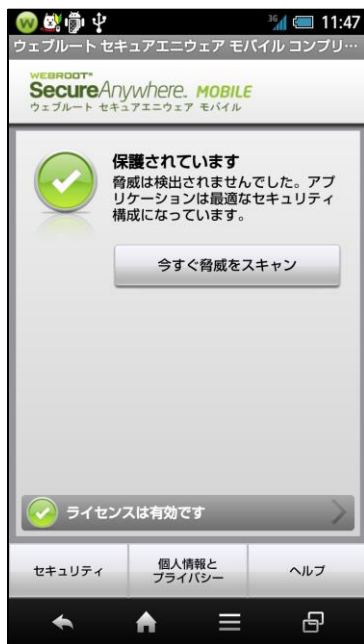 3G 11:47
ウェブルート セキュアエニウェア モバイル コンプリ…
WEBROOT®
SecureAnywhere™ MOBILE
ウェブルート セキュアエニウェア モバイル
保護されています
脅威は検出されませんでした。アプ
リケーションは最適なセキュリティ
構成になっています。
今すぐ脅威をスキャン
ライセンスは有効です
セキュリティ
個人情報と
プライバシー
ヘルプ